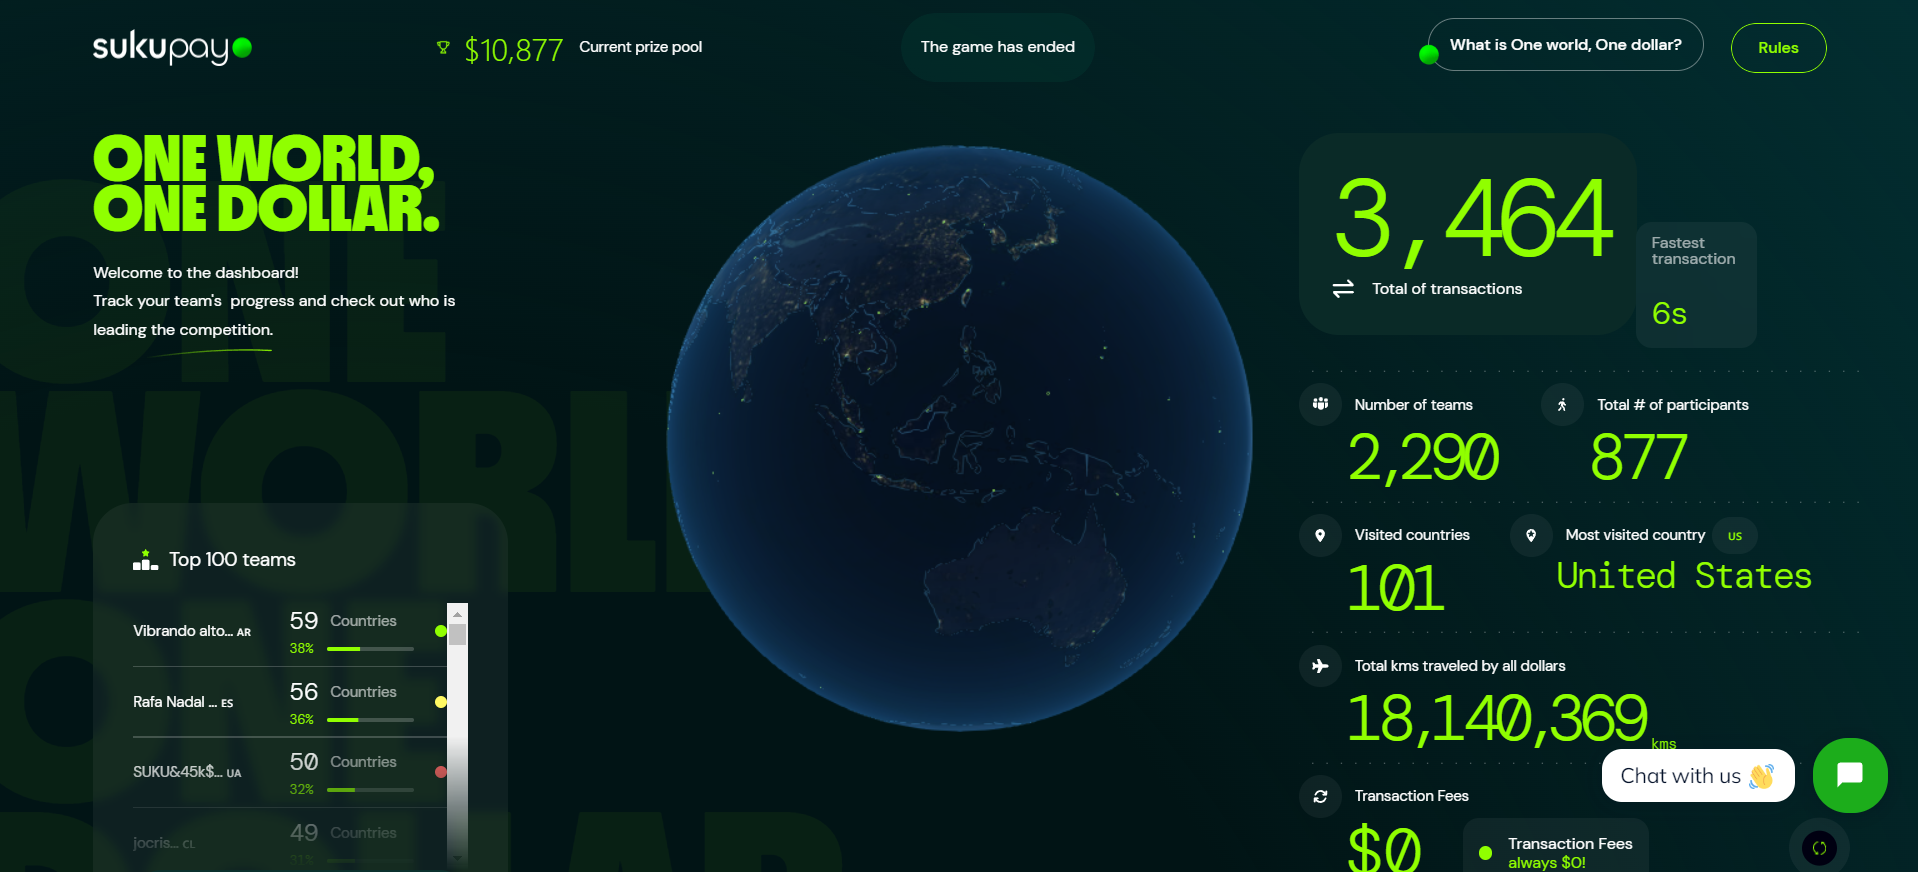 sukupay
$10,877 Current prize pool
The game has ended
What is One world, One dollar?
Rules
ONE WORLD,
ONE DOLLAR.
Welcome to the dashboard!
Track your team's progress and check out who is
leading the competition.
ONE
WORL
ONE
DOLLAR
Top 100 teams
Vibrando alto... AR
59 Countries
38%
Rafa Nadal ... ES
56 Countries
36%
SUKU&45k$... UA
50 Countries
32%
jocris... CL
49 Countries
31%
3,464
Total of transactions
Fastest
transaction
6s
Number of teams
2,290
Total # of participants
877
Visited countries
101
Most visited country US
United States
Total kms traveled by all dollars
18,140,369 kms
Chat with us 👋
Transaction Fees
$0
Transaction Fees
always $0!